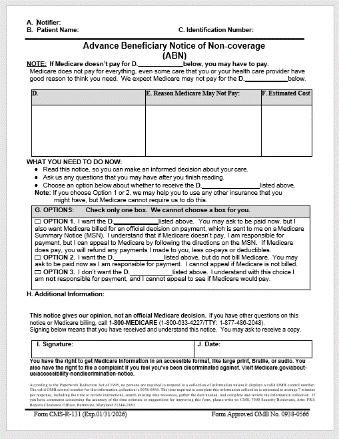 A. Notifier:
B. Patient Name: C. Identification Number:
Advance Beneficiary Notice of Non-coverage
(ABN)
NOTE: If Medicare doesn't pay for D.__________below, you may have to pay.
Medicare does not pay for everything, even some care that you or your health care provider have
good reason to think you need. We expect Medicare may not pay for the D.__________below.
D. E. Reason Medicare May Not Pay: F. Estimated Cost
WHAT YOU NEED TO DO NOW:
• Read this notice, so you can make an informed decision about your care.
• Ask us any questions that you may have after you finish reading.
• Choose an option below about whether to receive the D.__________listed above.
Note: If you choose Option 1 or 2, we may help you to use any other insurance that you
might have, but Medicare cannot require us to do this.
G. OPTIONS: Check only one box. We cannot choose a box for you.
☐ OPTION 1. I want the D.__________listed above. You may ask to be paid now, but I
also want Medicare billed for an official decision on payment, which is sent to me on a Medicare
Summary Notice (MSN). I understand that if Medicare doesn't pay, I am responsible for
payment, but I can appeal to Medicare by following the directions on the MSN. If Medicare
does pay, you will refund any payments I made to you, less co-pays or deductibles.
☐ OPTION 2. I want the D.__________listed above, but do not bill Medicare. You may
ask to be paid now as I am responsible for payment. I cannot appeal if Medicare is not billed.
☐ OPTION 3. I don't want the D.__________listed above. I understand with this choice I
am not responsible for payment, and I cannot appeal to see if Medicare would pay.
H. Additional Information:
This notice gives our opinion, not an official Medicare decision. If you have other questions on
this notice or Medicare billing, call 1-800-MEDICARE (1-800-633-4227/TTY: 1-877-486-2048).
Signing below means that you have received and understand this notice. You may ask to receive a copy.
I. Signature: J. Date:
You have the right to get Medicare information in an accessible format, like large print, Braille, or audio. You
also have the right to file a complaint if you feel you've been discriminated against. Visit Medicare.gov/about-
us/accessibility-nondiscrimination-notice.
Form CMS-R-131 (Exp.01/31/2026) Form Approved OMB No. 0938-0566